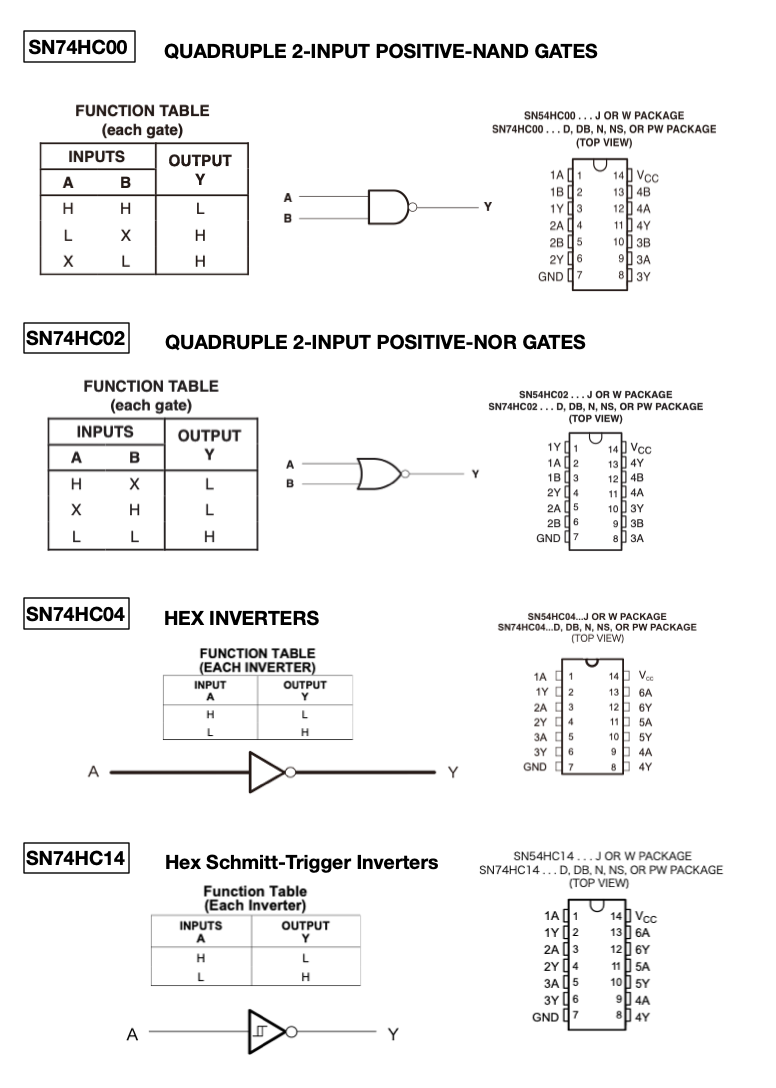 SN74HC00 QUADRUPLE 2-INPUT POSITIVE-NAND GATES
FUNCTION TABLE
(each gate)
INPUTS OUTPUT
A B Y
H H L
L X H
X L H
A
B
Y
SN54HC00 . . . J OR W PACKAGE
SN74HC00 . . . D, DB, N, NS, OR PW PACKAGE
(TOP VIEW)
1A 1 14 VCC
1B 2 13 4B
1Y 3 12 4A
2A 4 11 4Y
2B 5 10 3B
2Y 6 9 3A
GND 7 8 3Y
SN74HC02 QUADRUPLE 2-INPUT POSITIVE-NOR GATES
FUNCTION TABLE
(each gate)
INPUTS OUTPUT
A B Y
H X L
X H L
L L H
A
B
Y
SN54HC02 . . . J OR W PACKAGE
SN74HC02 . . . D, DB, N, NS, OR PW PACKAGE
(TOP VIEW)
1Y 1 14 VCC
1A 2 13 4Y
1B 3 12 4B
2Y 4 11 4A
2A 5 10 3Y
2B 6 9 3B
GND 7 8 3A
SN74HC04 HEX INVERTERS
FUNCTION TABLE
(EACH INVERTER)
INPUT OUTPUT
A Y
H L
L H
A Y
SN54HC04...J OR W PACKAGE
SN74HC04...D, DB, N, NS, OR PW PACKAGE
(TOP VIEW)
1A 1 14 Vcc
1Y 2 13 6A
2A 3 12 6Y
2Y 4 11 5A
3A 5 10 5Y
3Y 6 9 4A
GND 7 8 4Y
SN74HC14 Hex Schmitt-Trigger Inverters
Function Table
(Each Inverter)
INPUTS OUTPUT
A Y
H L
L H
A Y
SN54HC14 . . . J OR W PACKAGE
SN74HC14 . . . D, DB, N, NS, OR PW PACKAGE
(TOP VIEW)
1A 1 14 VCC
1Y 2 13 6A
2A 3 12 6Y
2Y 4 11 5A
3A 5 10 5Y
3Y 6 9 4A
GND 7 8 4Y